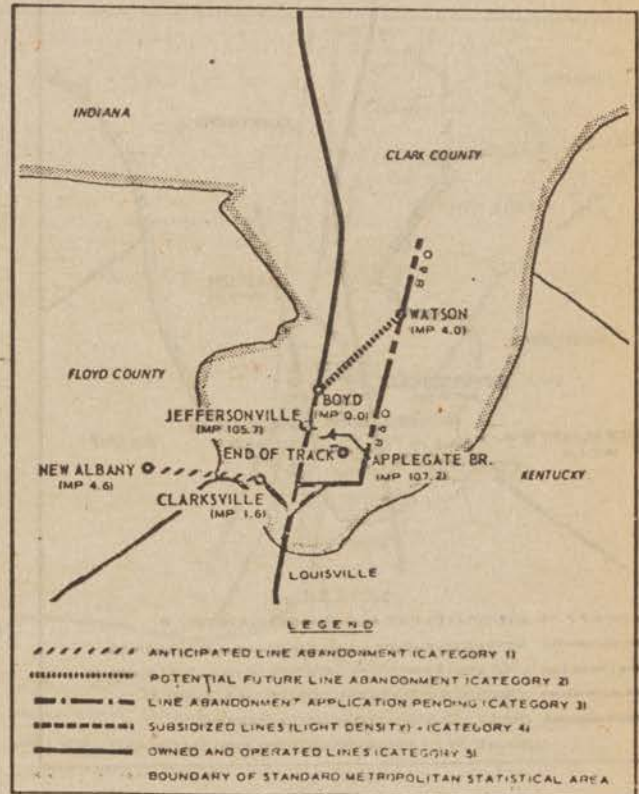 INDIANA
CLARK COUNTY
WATSON
(MP 4.0)
FLOYD COUNTY
BOYD
(MP 0.0)
JEFFERSONVILLE
(MP 105.7)
END OF TRACK
APPLEGATE BR.
(MP 107.2)
NEW ALBANY
(MP 4.6)
CLARKSVILLE
(MP 1.6)
KENTUCKY
LOUISVILLE
LEGEND
ANTICIPATED LINE ABANDONMENT (CATEGORY 1)
POTENTIAL FUTURE LINE ABANDONMENT (CATEGORY 2)
LINE ABANDONMENT APPLICATION PENDING (CATEGORY 3)
SUBSIDIZED LINES (LIGHT DENSITY) - (CATEGORY 4)
OWNED AND OPERATED LINES (CATEGORY 5)
BOUNDARY OF STANDARD METROPOLITAN STATISTICAL AREA